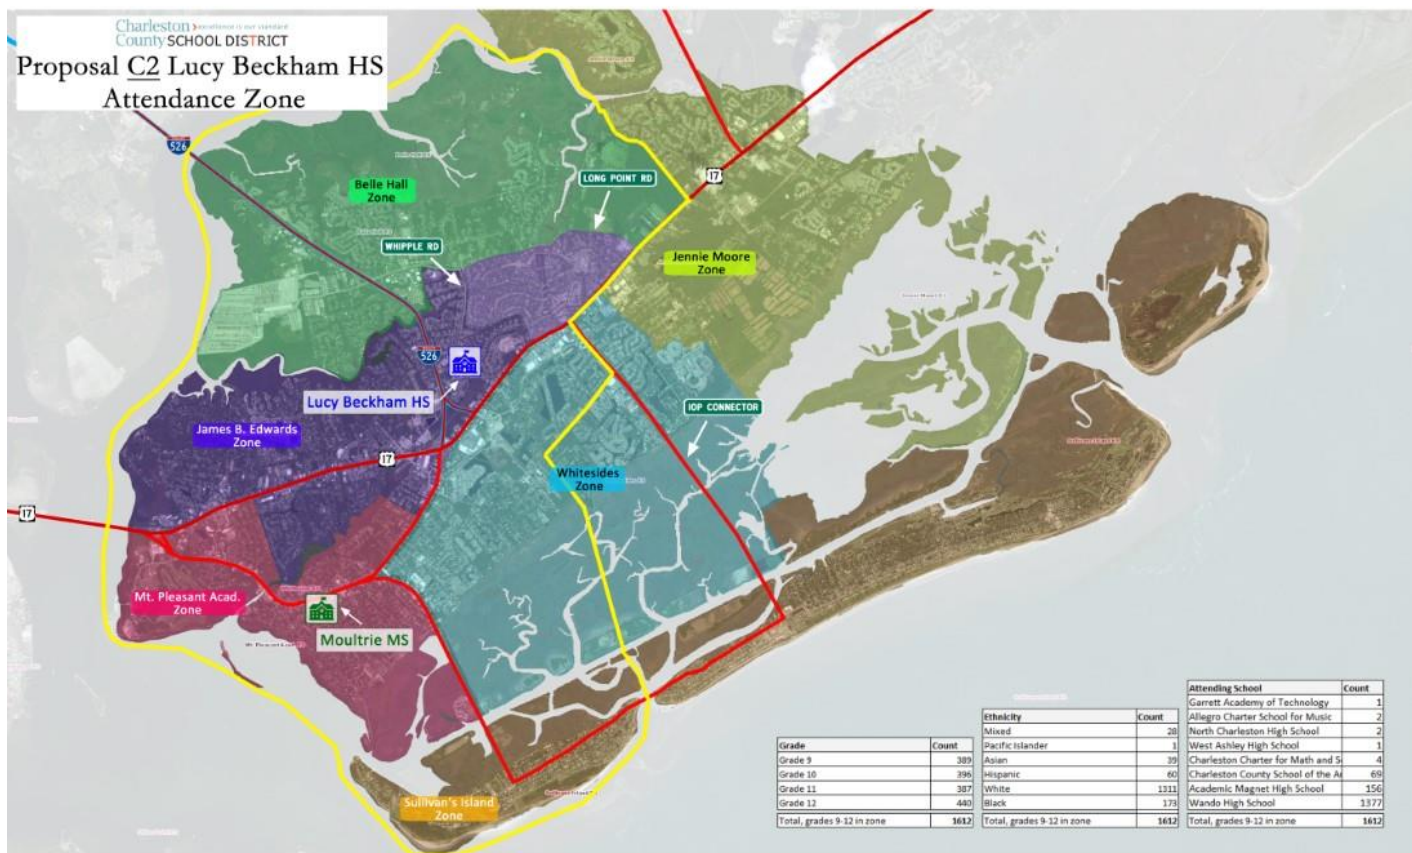 Charleston > excellence is our standard
County SCHOOL DISTRICT
Proposal C2 Lucy Beckham HS
Attendance Zone
526
17
LONG POINT RD
Belle Hall
Zone
WHIPPLE RD
Jennie Moore
Zone
526
Lucy Beckham HS
IOP CONNECTOR
James B. Edwards
Zone
17
Whitesides
Zone
17
Mt. Pleasant Acad.
Zone
Moultrie MS
Sullivan's Island
Zone
Grade Count
Grade 9 389
Grade 10 396
Grade 11 387
Grade 12 440
Total, grades 9-12 in zone 1612
Ethnicity Count
Mixed 28
Pacific Islander 1
Asian 39
Hispanic 60
White 1311
Black 173
Total, grades 9-12 in zone 1612
Attending School Count
Garrett Academy of Technology 1
Allegro Charter School for Music 2
North Charleston High School 2
West Ashley High School 1
Charleston Charter for Math and S 4
Charleston County School of the A 69
Academic Magnet High School 156
Wando High School 1377
Total, grades 9-12 in zone 1612